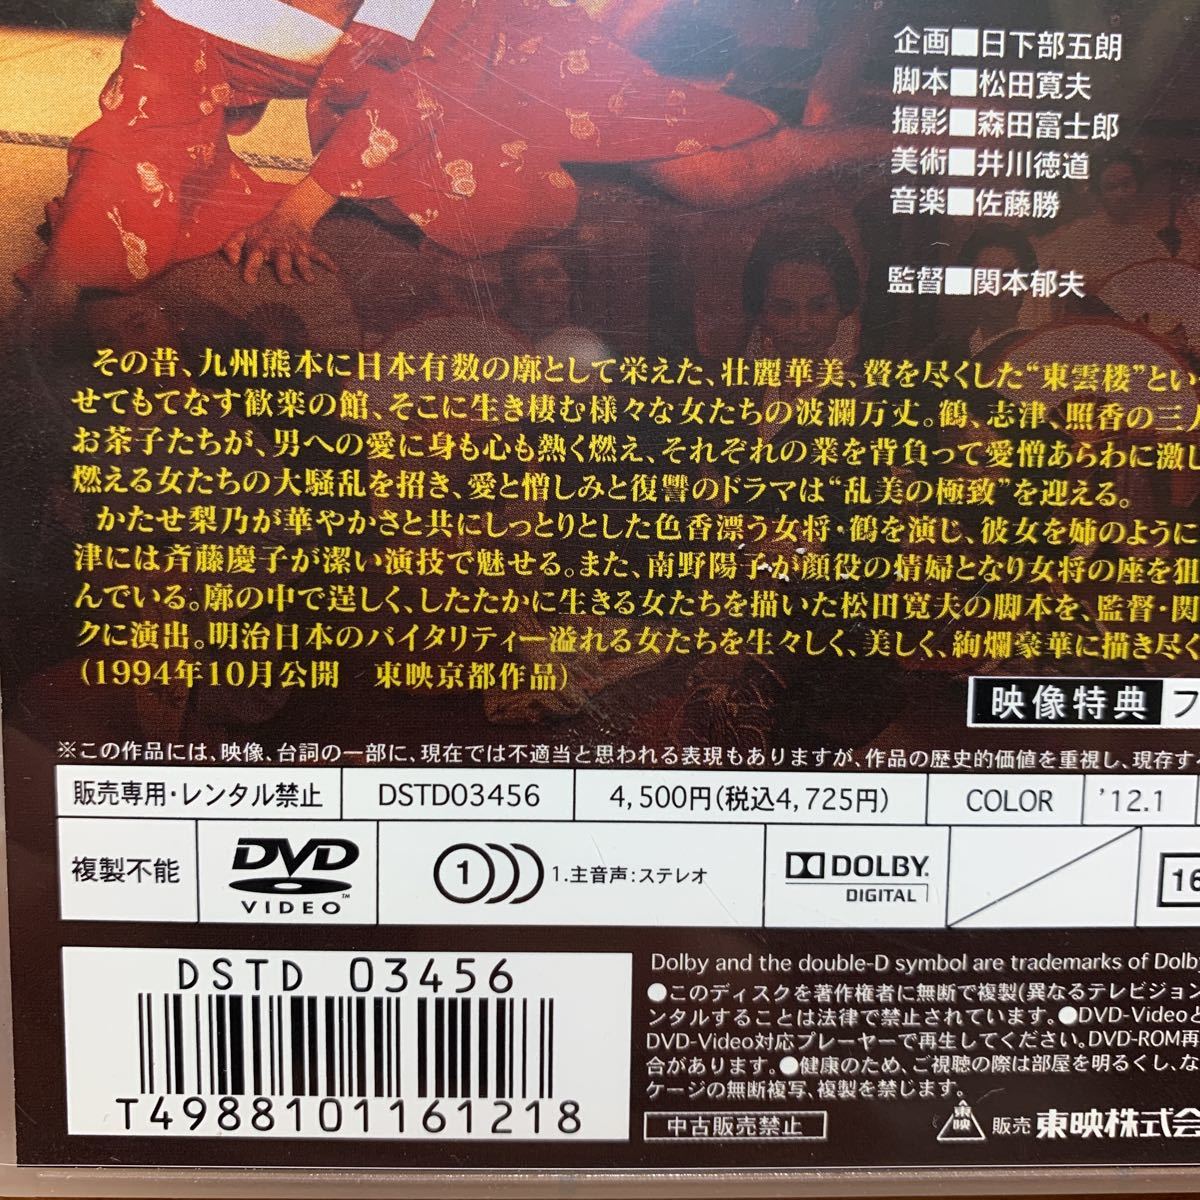 企画■日下部五朗
脚本■松田寛夫
撮影■森田富士郎
美術■井川徳道
音楽■佐藤勝
監督■関本郁夫
その昔、九州熊本に日本有数の廓として栄えた、壮麗華美、贅を尽くした“東雲楼”とい
せてもてなす歓楽の館、そこに生き棲む様々な女たちの波瀾万丈。鶴、志津、照香の三人
お茶子たちが、男への愛に身も心も熱く燃え、それぞれの業を背負って愛憎あらわに激し
燃える女たちの大騒乱を招き、愛と憎しみと復讐のドラマは“乱美の極致”を迎える。
かたせ梨乃が華やかさと共にしっとりとした色香漂う女将・鶴を演じ、彼女を姉のように
津には斉藤慶子が潔い演技で魅せる。また、南野陽子が顔役の情婦となり女将の座を狙
んでいる。廓の中で逞しく、したたかに生きる女たちを描いた松田寛夫の脚本を、監督・関
クに演出。明治日本のバイタリティー溢れる女たちを生々しく、美しく、絢爛豪華に描き尽く
(1994年10月公開　東映京都作品)
映像特典 フ
※この作品には、映像、台詞の一部に、現在では不適当と思われる表現もありますが、作品の歴史的価値を重視し、現存す
販売専用・レンタル禁止 DSTD03456 4,500円(税込4,725円) COLOR '12.1
複製不能 DVD VIDEO 1 1.主音声:ステレオ DOLBY DIGITAL 16
DSTD 03456
T4988101161218
Dolby and the double-D symbol are trademarks of Dolby
●このディスクを著作権者に無断で複製(異なるテレビジョン
ンタルすることは法律で禁止されています。●DVD-Videoと
DVD-Video対応プレーヤーで再生してください。DVD-ROM再
合があります。●健康のため、ご視聴の際は部屋を明るくし、な
ケージの無断複写、複製を禁じます。
中古販売禁止 東映 販売 東映株式会